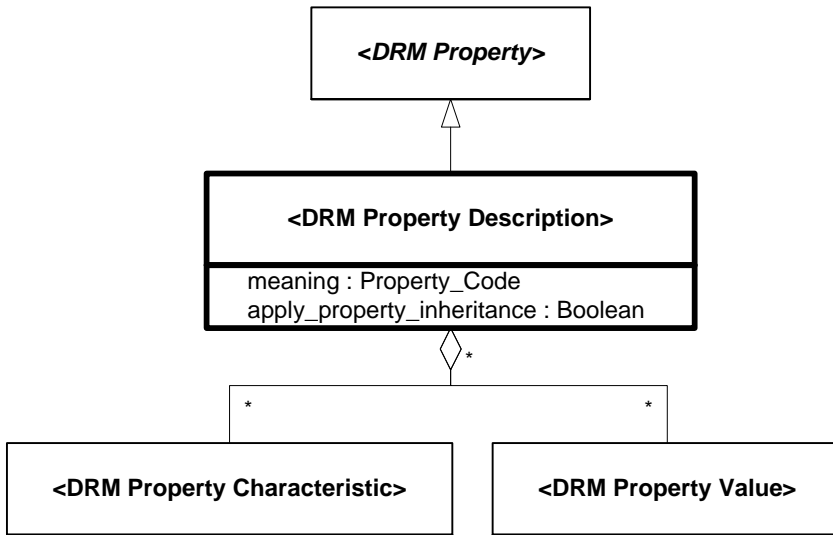 <DRM Property>
<DRM Property Description>
meaning : Property_Code
apply_property_inheritance : Boolean
*
* *
<DRM Property Characteristic> <DRM Property Value>